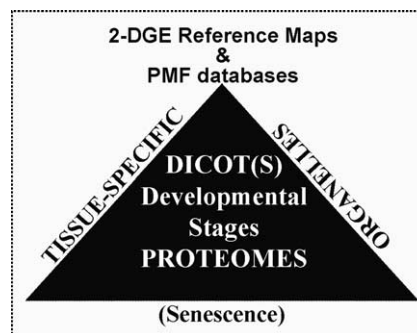 2-DGE Reference Maps
&
PMF databases
TISSUE-SPECIFIC
ORGANELLES
DICOT(S)
Developmental
Stages
PROTEOMES
(Senescence)